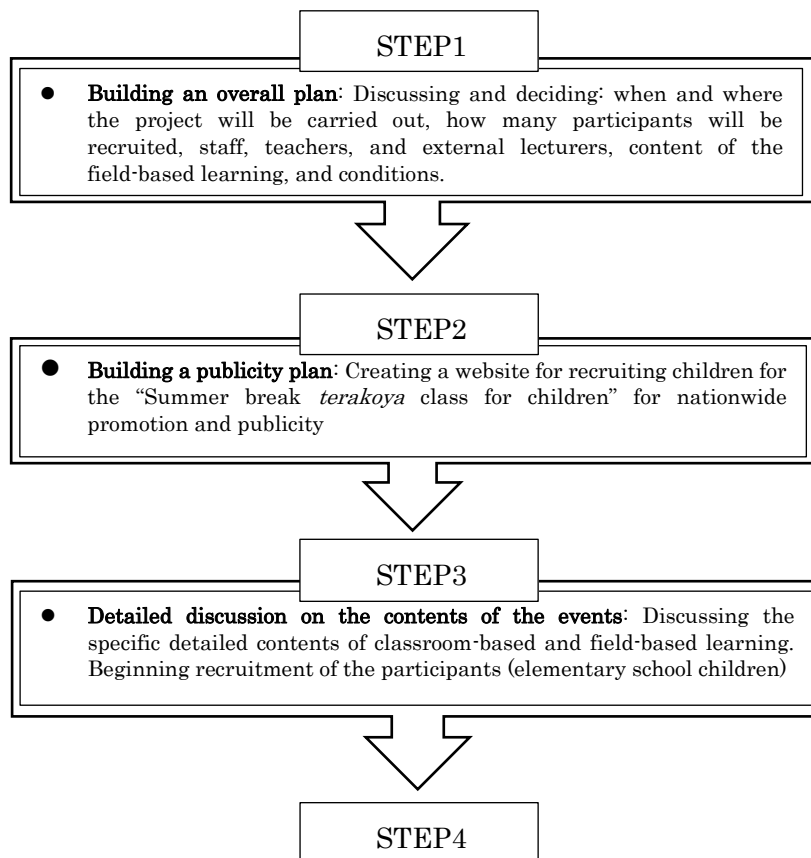 STEP1
● Building an overall plan: Discussing and deciding: when and where
the project will be carried out, how many participants will be
recruited, staff, teachers, and external lecturers, content of the
field-based learning, and conditions.
STEP2
● Building a publicity plan: Creating a website for recruiting children for
the “Summer break terakoya class for children” for nationwide
promotion and publicity
STEP3
● Detailed discussion on the contents of the events: Discussing the
specific detailed contents of classroom-based and field-based learning.
Beginning recruitment of the participants (elementary school children)
STEP4